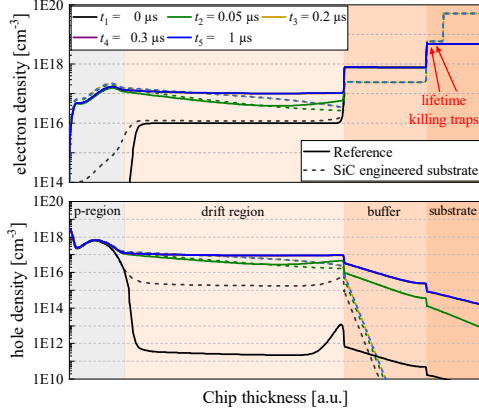 1E20
1E18
1E16
1E14
electron density [cm⁻³]
t₁ = 0 µs t₂ = 0.05 µs t₃ = 0.2 µs
t₄ = 0.3 µs t₅ = 1 µs
lifetime
killing traps
Reference
SiC engineered substrate
1E20
1E18
1E16
1E14
1E12
1E10
hole density [cm⁻³]
p-region drift region buffer substrate
Chip thickness [a.u.]